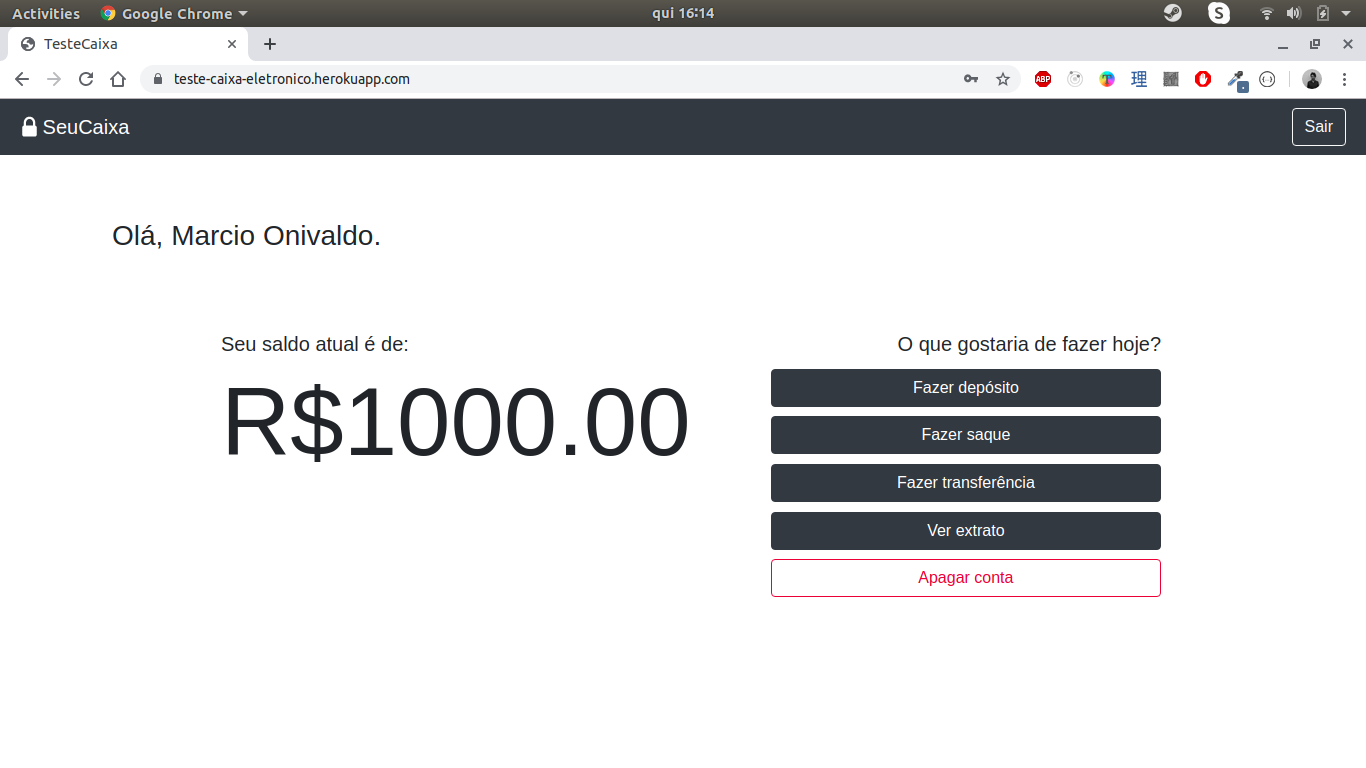 Activities Google Chrome qui 16:14
TesteCaixa
teste-caixa-eletronico.herokuapp.com ABP T 理
SeuCaixa Sair
Olá, Marcio Onivaldo.
Seu saldo atual é de:
R$1000.00
O que gostaria de fazer hoje?
Fazer depósito
Fazer saque
Fazer transferência
Ver extrato
Apagar conta